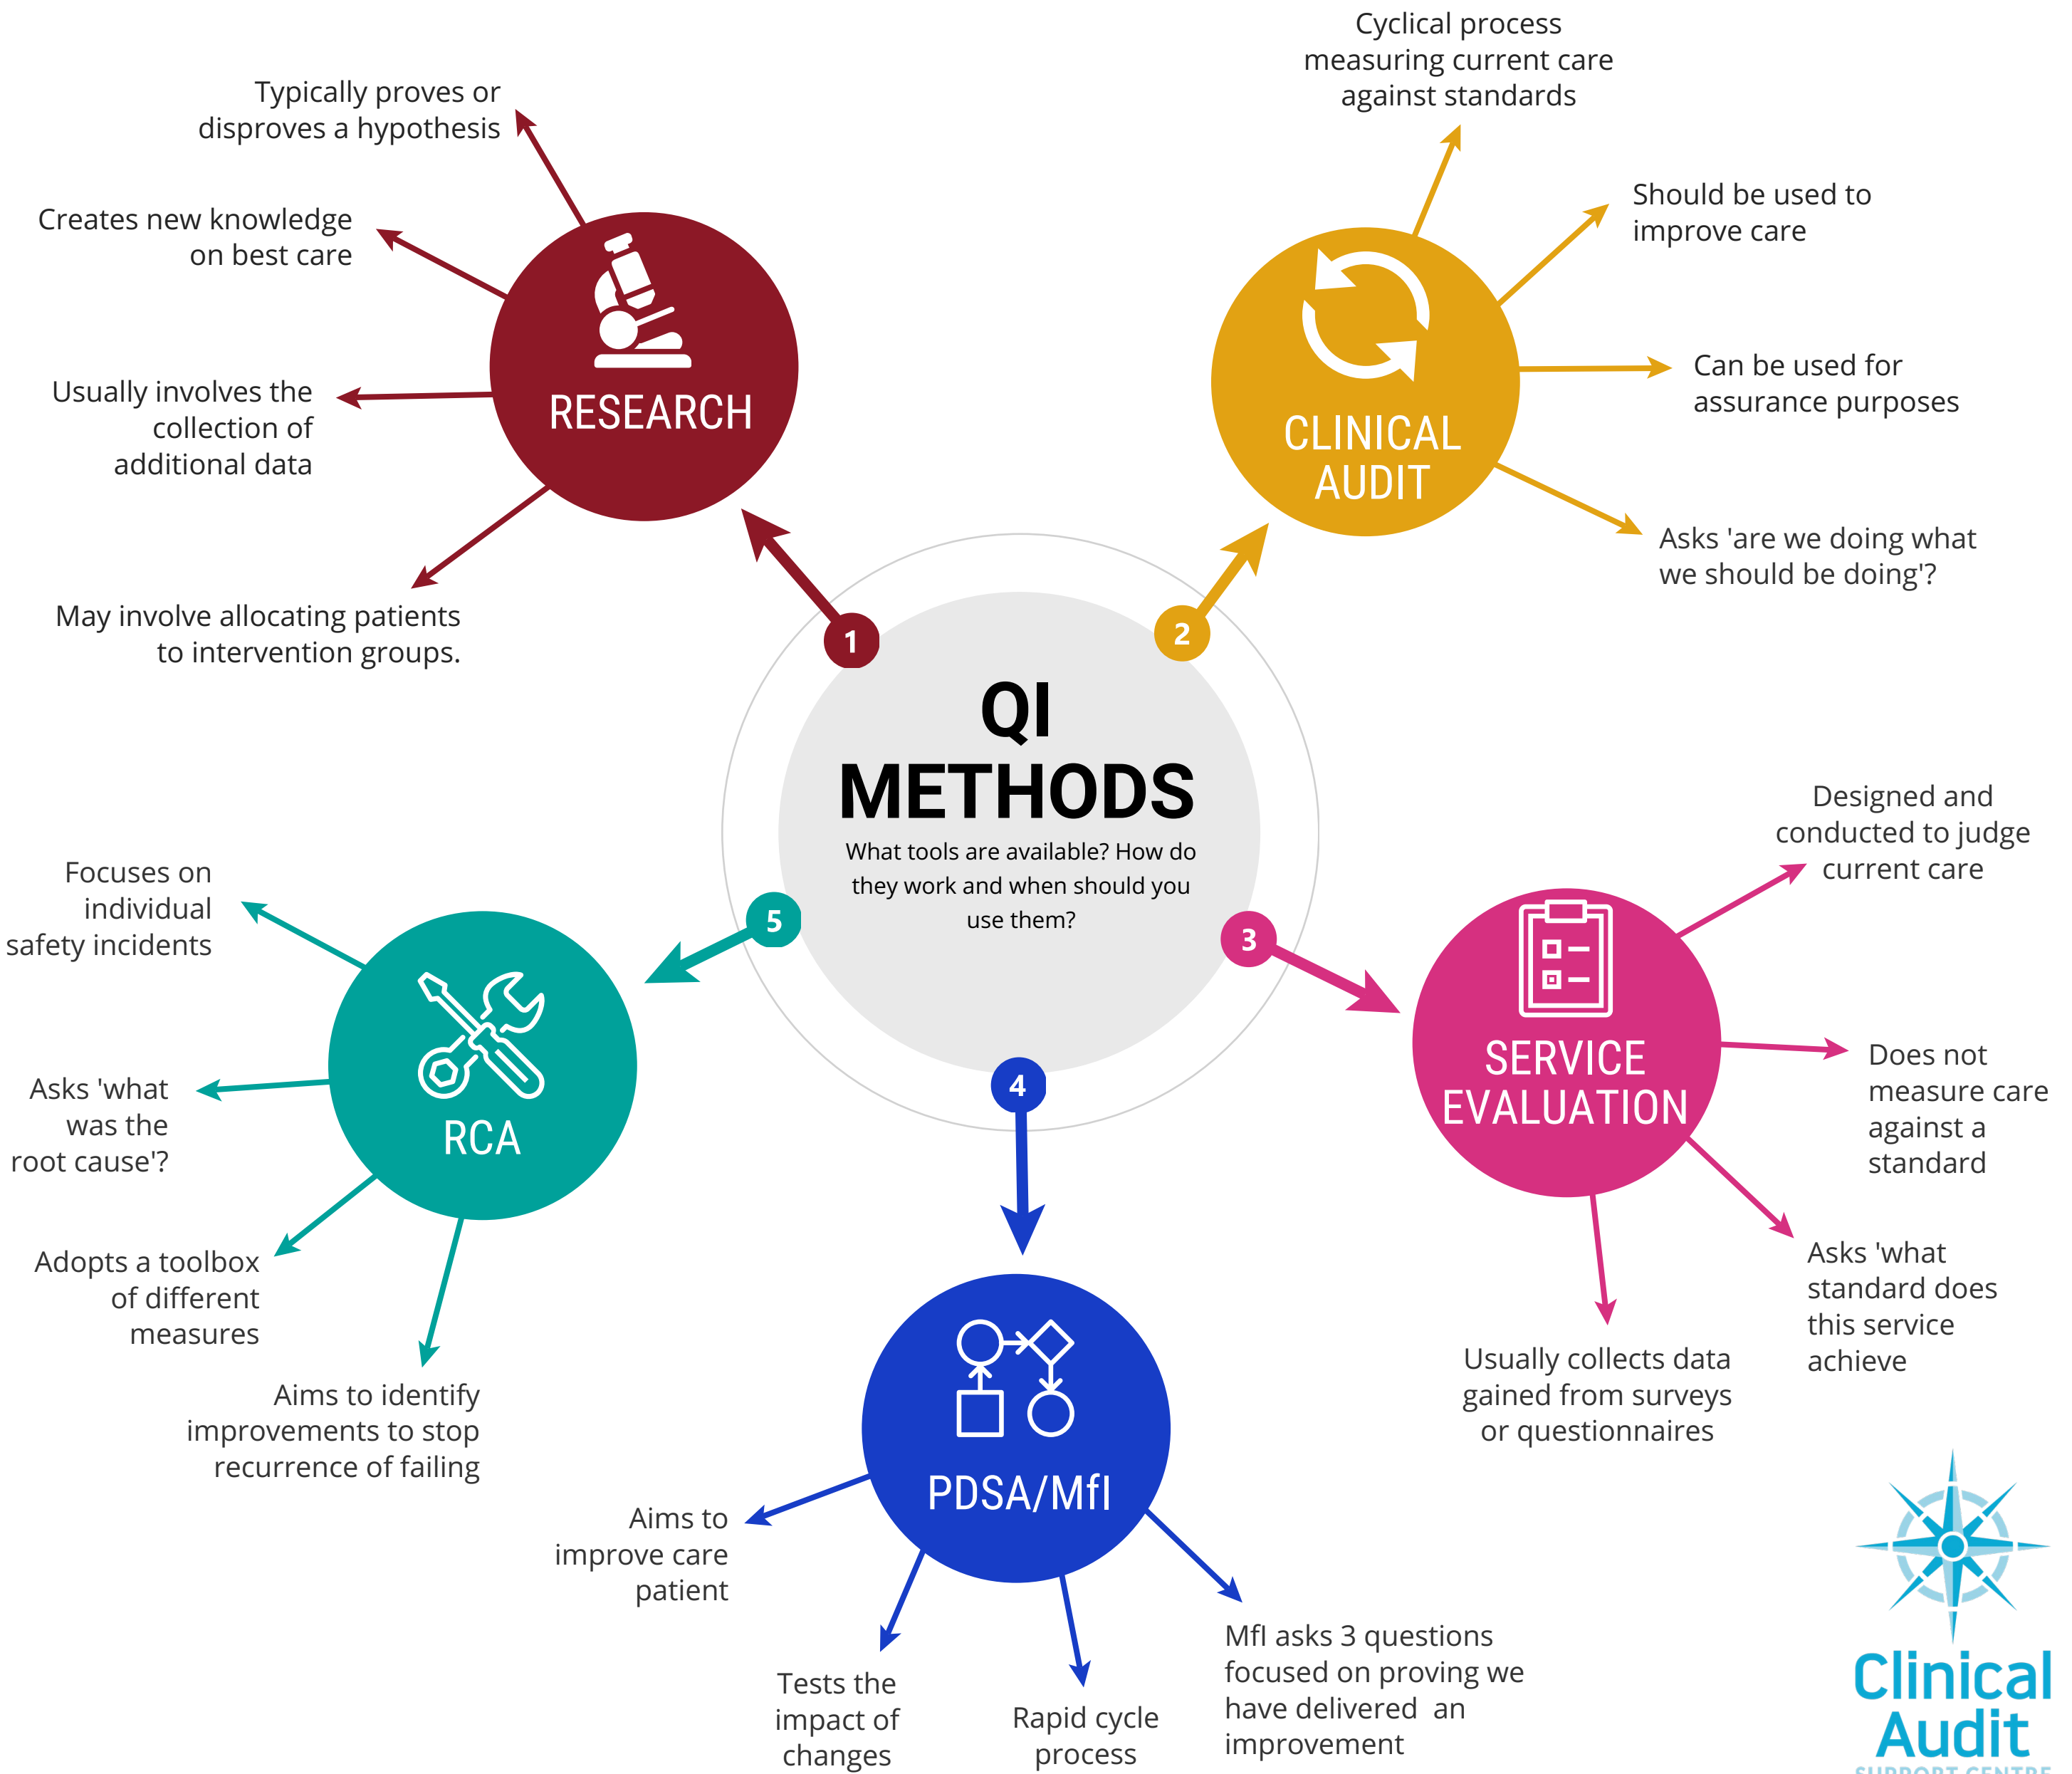 QI
METHODS
What tools are available? How do
they work and when should you
use them?
1
RESEARCH
Typically proves or
disproves a hypothesis
Creates new knowledge
on best care
Usually involves the
collection of
additional data
May involve allocating patients
to intervention groups.
2
CLINICAL
AUDIT
Cyclical process
measuring current care
against standards
Should be used to
improve care
Can be used for
assurance purposes
Asks 'are we doing what
we should be doing'?
3
SERVICE
EVALUATION
Designed and
conducted to judge
current care
Does not
measure care
against a
standard
Asks 'what
standard does
this service
achieve
Usually collects data
gained from surveys
or questionnaires
4
PDSA/MfI
Aims to
improve care
patient
Tests the
impact of
changes
Rapid cycle
process
MfI asks 3 questions
focused on proving we
have delivered  an
improvement
5
RCA
Focuses on
individual
safety incidents
Asks 'what
was the
root cause'?
Adopts a toolbox
of different
measures
Aims to identify
improvements to stop
recurrence of failing
Clinical
Audit
SUPPORT CENTRE